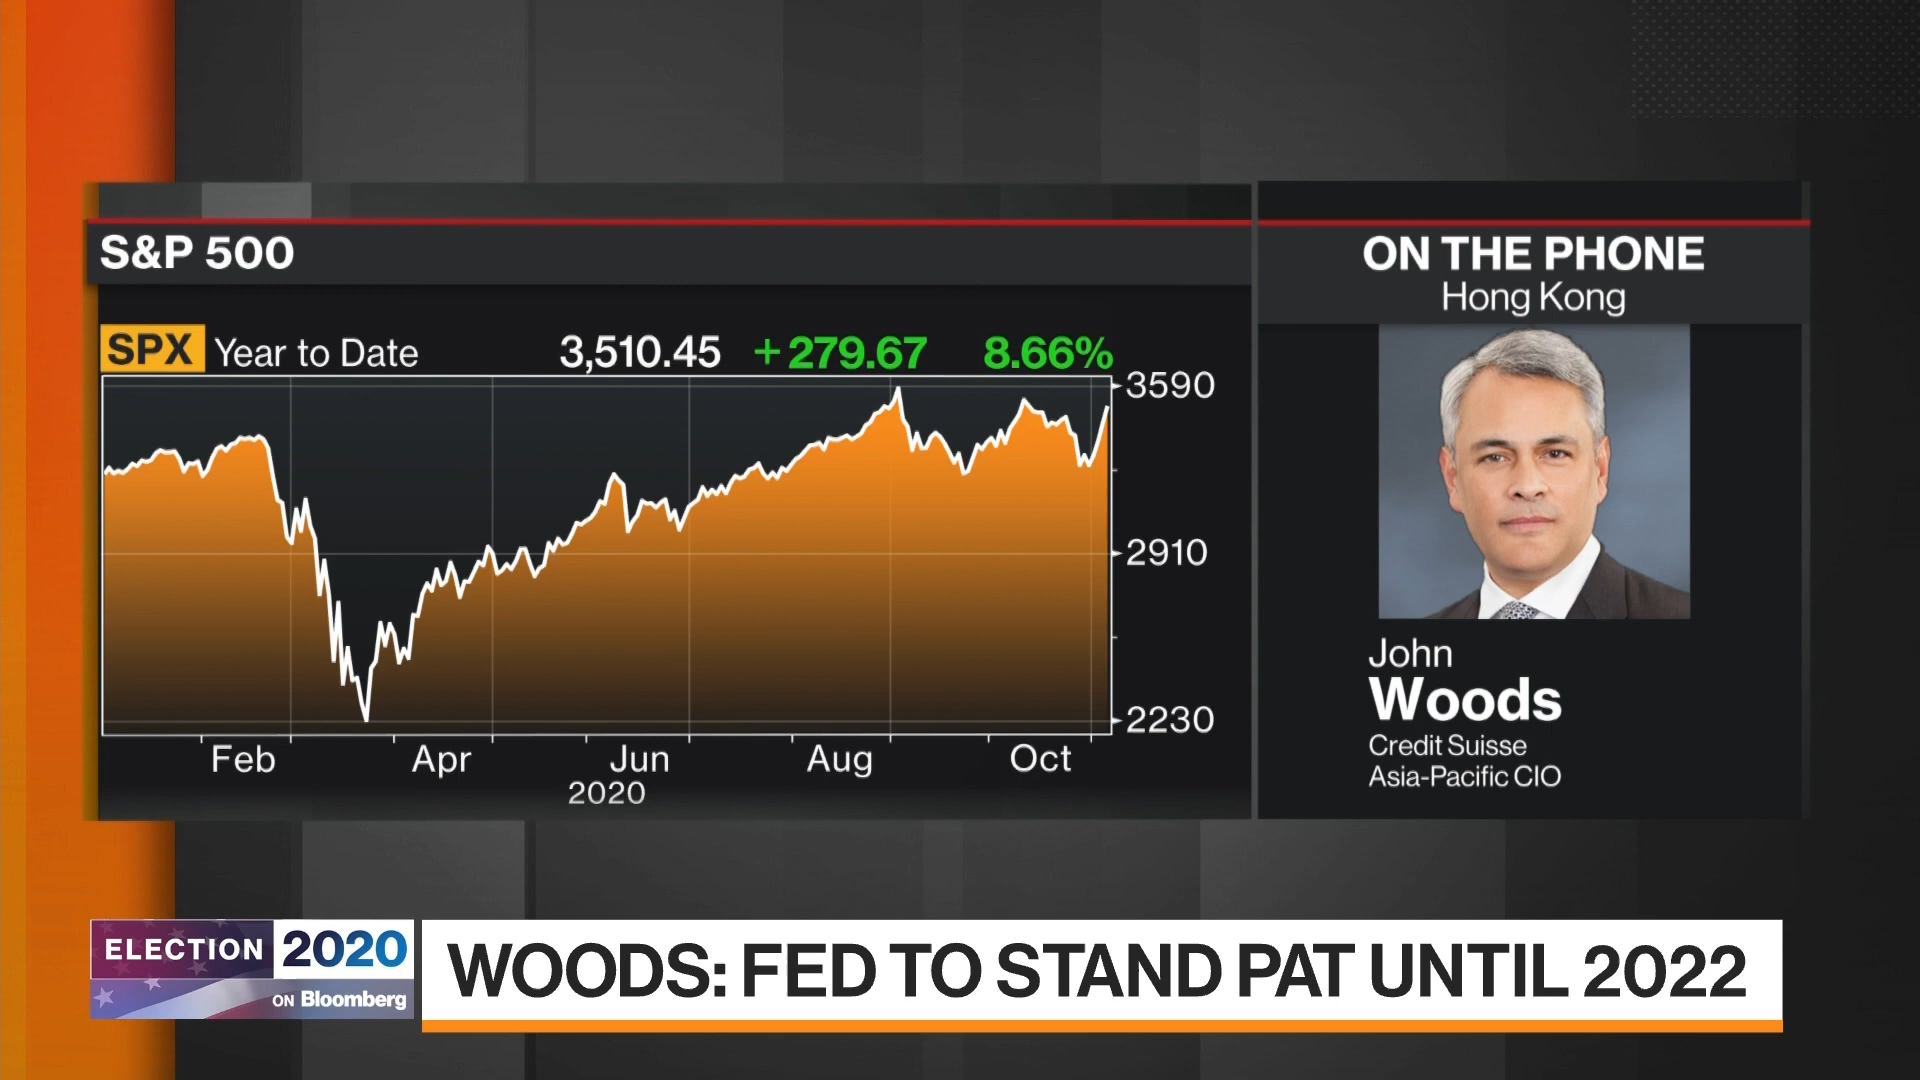 S&P 500
SPX Year to Date 3,510.45 +279.67 8.66%
3590
2910
2230
Feb Apr Jun Aug Oct
2020
ON THE PHONE
Hong Kong
John
Woods
Credit Suisse
Asia-Pacific CIO
ELECTION 2020
ON Bloomberg
WOODS: FED TO STAND PAT UNTIL 2022